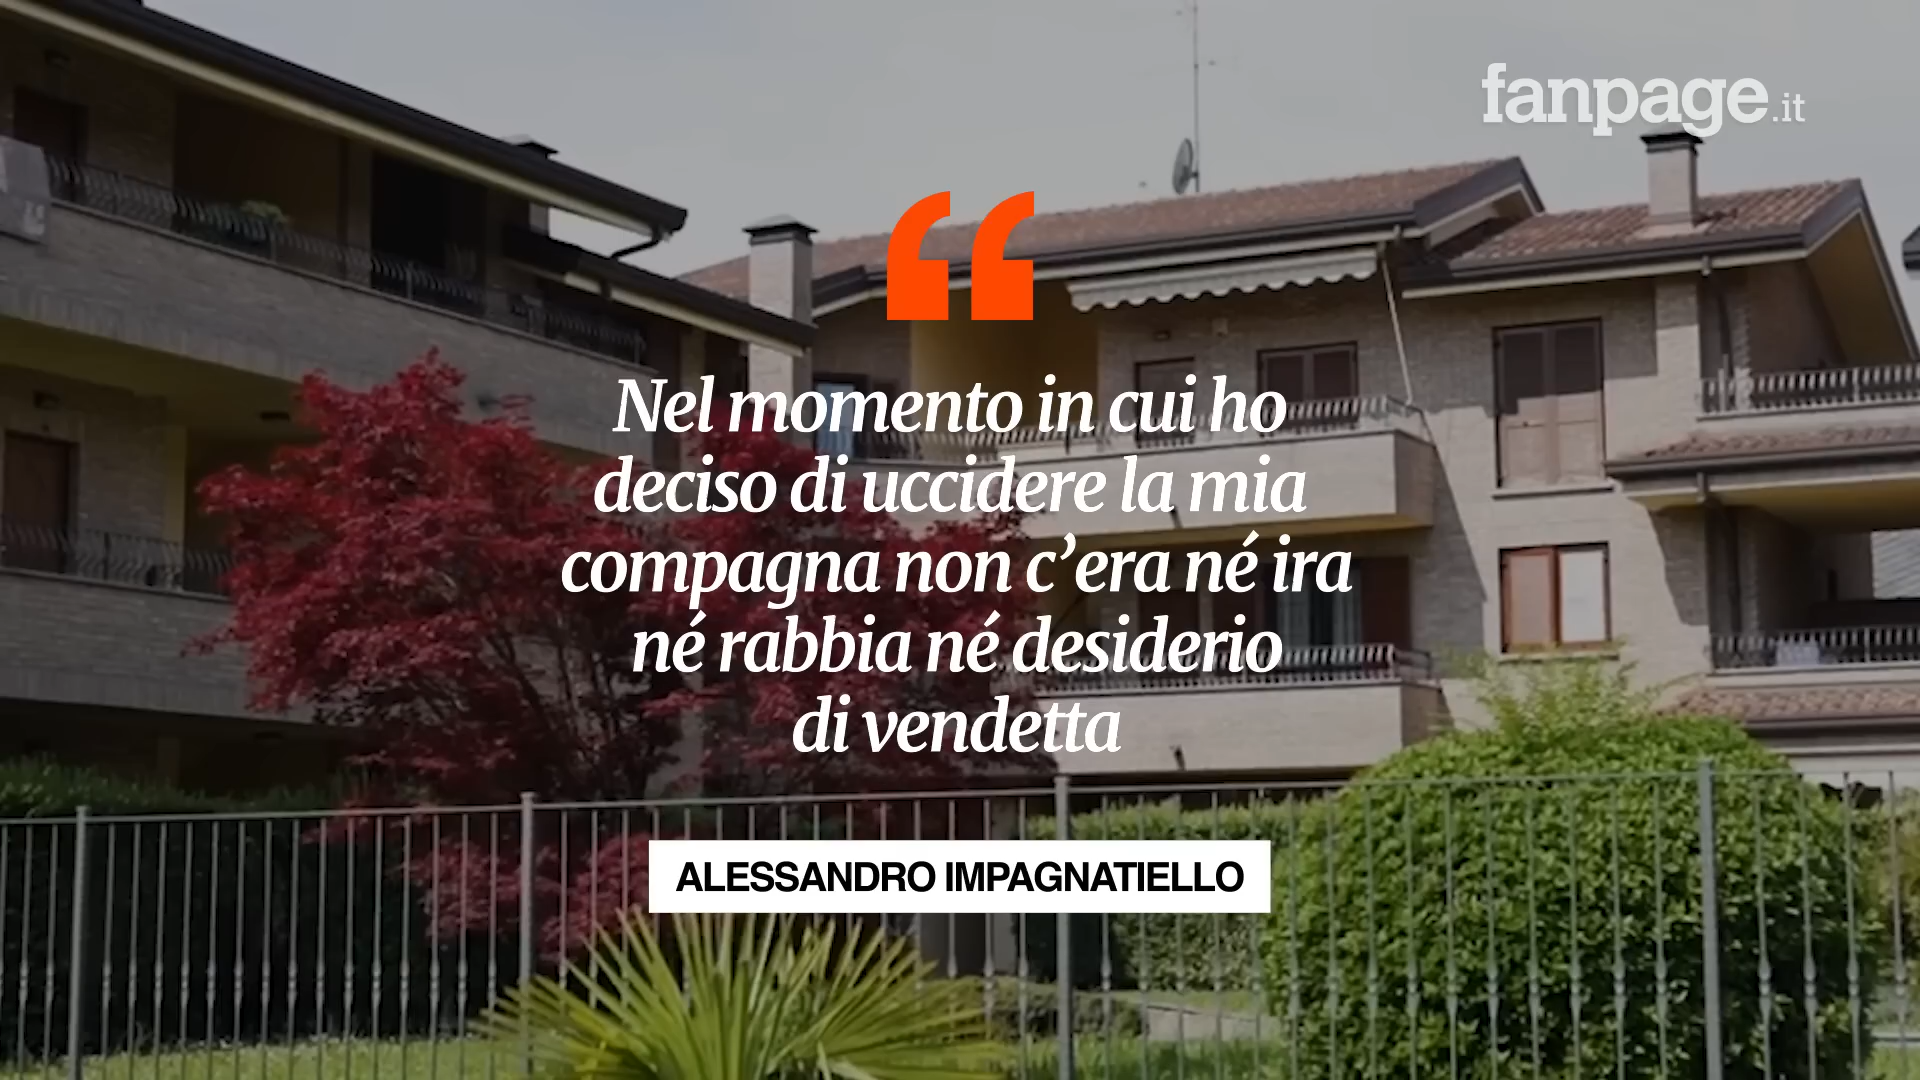 fanpage.it
“
Nel momento in cui ho
deciso di uccidere la mia
compagna non c’era né ira
né rabbia né desiderio
di vendetta
ALESSANDRO IMPAGNATIELLO